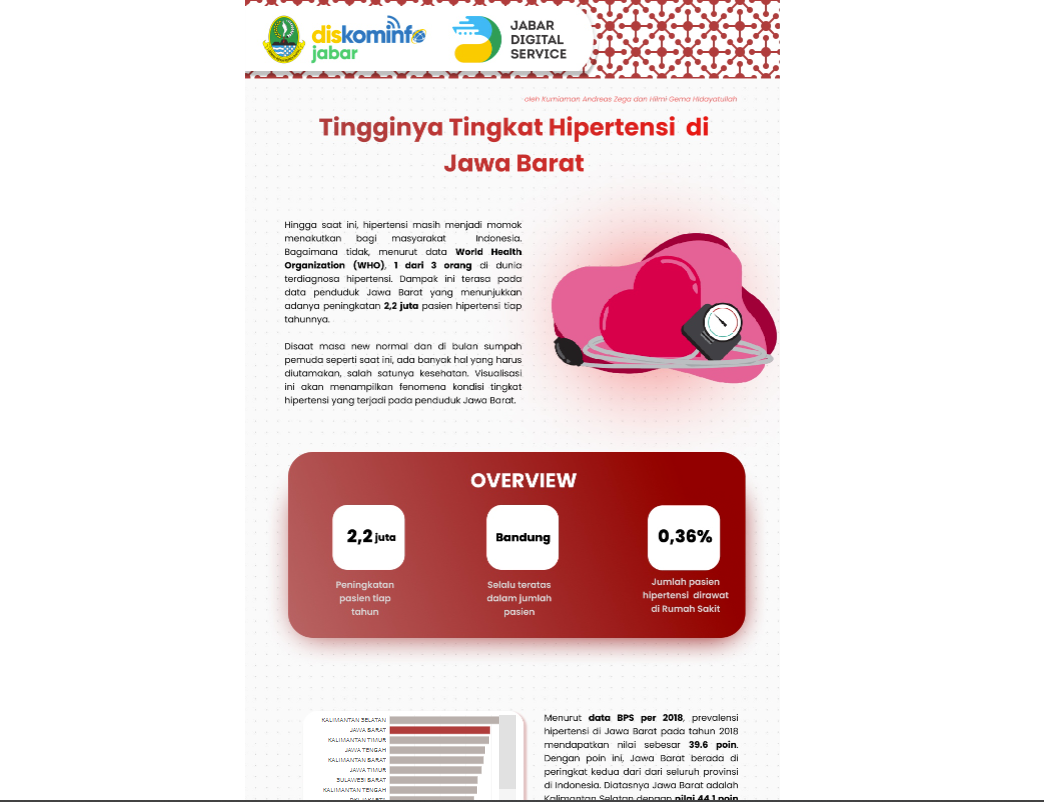 diskominfo
jabar
JABAR
DIGITAL
SERVICE
oleh Kurniaman Andreas Zega dan Hilmi Gema Hidayatullah
Tingginya Tingkat Hipertensi di
Jawa Barat
Hingga saat ini, hipertensi masih menjadi momok
menakutkan bagi masyarakat Indonesia.
Bagaimana tidak, menurut data World Health
Organization (WHO), 1 dari 3 orang di dunia
terdiagnosa hipertensi. Dampak ini terasa pada
data penduduk Jawa Barat yang menunjukkan
adanya peningkatan 2,2 juta pasien hipertensi tiap
tahunnya.
Disaat masa new normal dan di bulan sumpah
pemuda seperti saat ini, ada banyak hal yang harus
diutamakan, salah satunya kesehatan. Visualisasi
ini akan menampilkan fenomena kondisi tingkat
hipertensi yang terjadi pada penduduk Jawa Barat.
OVERVIEW
2,2 juta
Peningkatan
pasien tiap
tahun
Bandung
Selalu teratas
dalam jumlah
pasien
0,36%
Jumlah pasien
hipertensi dirawat
di Rumah Sakit
KALIMANTAN SELATAN
JAWA BARAT
KALIMANTAN TIMUR
JAWA TENGAH
KALIMANTAN BARAT
JAWA TIMUR
SULAWESI BARAT
KALIMANTAN TENGAH
Menurut data BPS per 2018, prevalensi
hipertensi di Jawa Barat pada tahun 2018
mendapatkan nilai sebesar 39.6 poin.
Dengan poin ini, Jawa Barat berada di
peringkat kedua dari dari seluruh provinsi
di Indonesia. Diatasnya Jawa Barat adalah
Kalimantan Selatan dengan nilai 44.1 poin